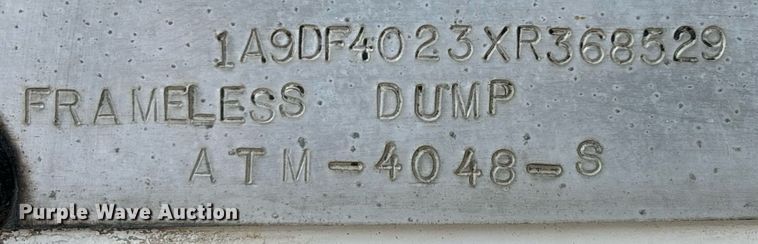 1A9DF4023XR368529
FRAMELESS DUMP
ATM-4048-S
Purple Wave Auction